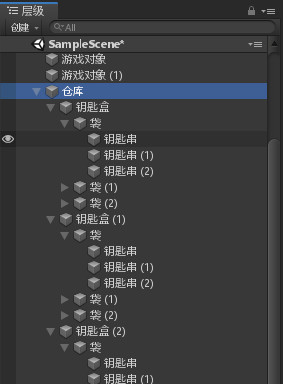 层级
创建 All
SampleScene*
游戏对象
游戏对象 (1)
仓库
钥匙盒
袋
钥匙串
钥匙串 (1)
钥匙串 (2)
袋 (1)
袋 (2)
钥匙盒 (1)
袋
钥匙串
钥匙串 (1)
钥匙串 (2)
袋 (1)
袋 (2)
钥匙盒 (2)
袋
钥匙串
钥匙串 (1)